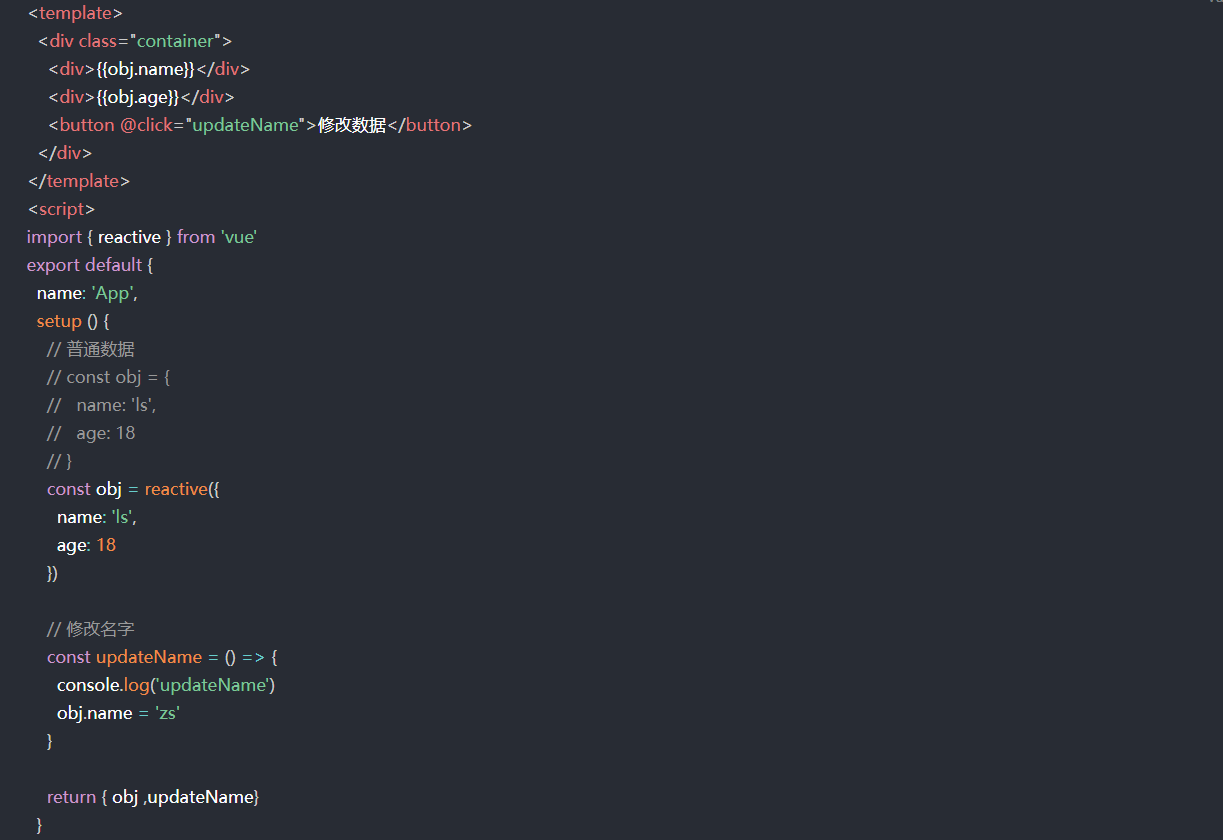 <template>
  <div class="container">
    <div>{{obj.name}}</div>
    <div>{{obj.age}}</div>
    <button @click="updateName">修改数据</button>
  </div>
</template>
<script>
import { reactive } from 'vue'
export default {
  name: 'App',
  setup () {
    // 普通数据
    // const obj = {
    //   name: 'ls',
    //   age: 18
    // }
    const obj = reactive({
      name: 'ls',
      age: 18
    })

    // 修改名字
    const updateName = () => {
      console.log('updateName')
      obj.name = 'zs'
    }

    return { obj ,updateName}
  }